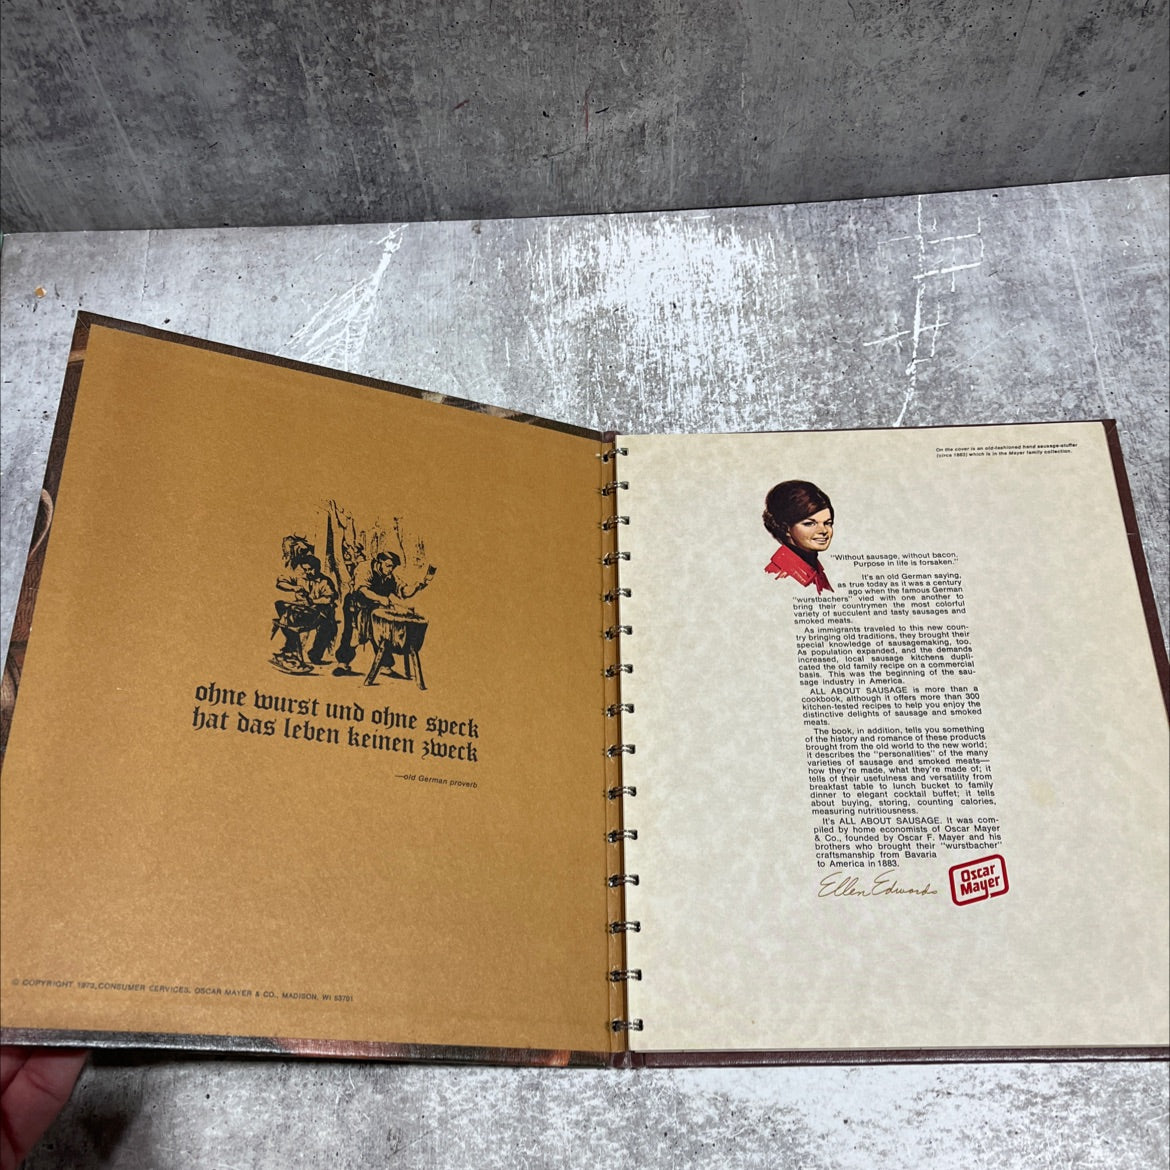 ohne wurst und ohne speck
hat das leben keinen zweck
—old German proverb
© COPYRIGHT 1973, CONSUMER SERVICES, OSCAR MAYER & CO., MADISON, WI 53701
On the cover is an old-fashioned hand sausage-stuffer
(circa 1883) which is in the Mayer family collection.
"Without sausage, without bacon,
Purpose in life is forsaken."
It's an old German saying,
as true today as it was a century
ago when the famous German
"wurstbachers" vied with one another to
bring their countrymen the most colorful
variety of succulent and tasty sausages and
smoked meats.
As immigrants traveled to this new coun-
try bringing old traditions, they brought their
special knowledge of sausagemaking, too.
As population expanded, and the demands
increased, local sausage kitchens dupli-
cated the old family recipe on a commercial
basis. This was the beginning of the sau-
sage industry in America.
ALL ABOUT SAUSAGE is more than a
cookbook, although it offers more than 300
kitchen-tested recipes to help you enjoy the
distinctive delights of sausage and smoked
meats.
The book, in addition, tells you something
of the history and romance of these products
brought from the old world to the new world;
it describes the "personalities" of the many
varieties of sausage and smoked meats—
how they're made, what they're made of; it
tells of their usefulness and versatility from
breakfast table to lunch bucket to family
dinner to elegant cocktail buffet; it tells
about buying, storing, counting calories,
measuring nutritiousness.
It's ALL ABOUT SAUSAGE. It was com-
piled by home economists of Oscar Mayer
& Co., founded by Oscar F. Mayer and his
brothers who brought their "wurstbacher"
craftsmanship from Bavaria
to America in 1883.
Ellen Edwards
Oscar
Mayer